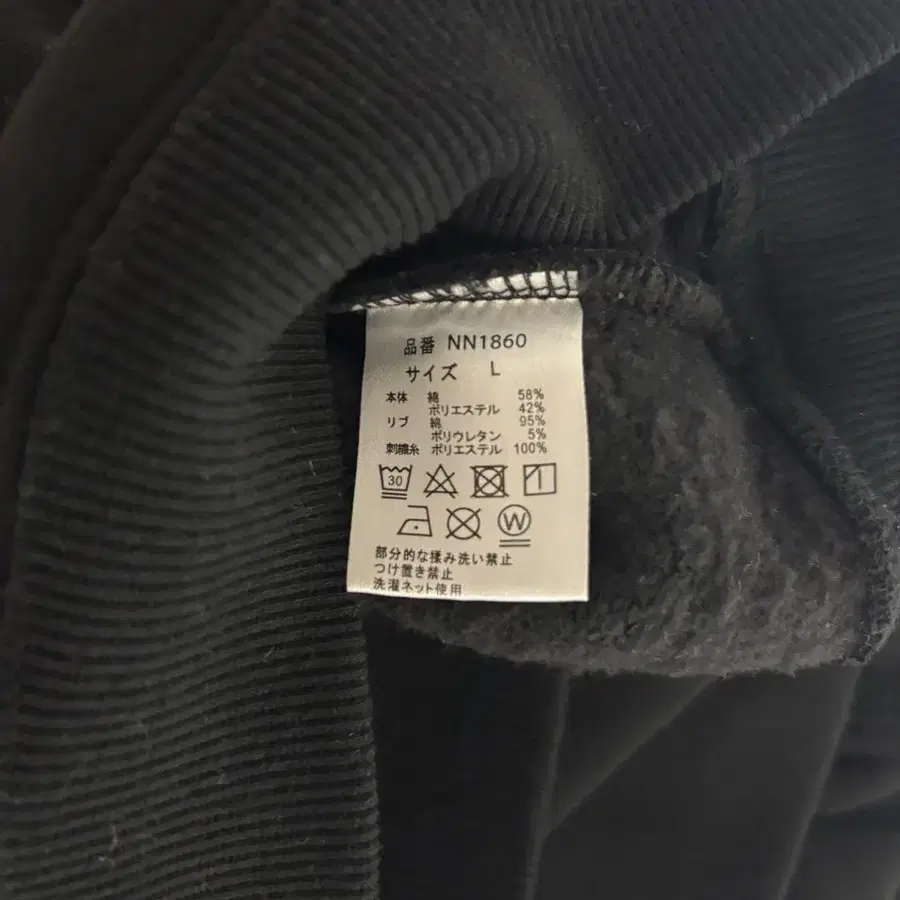 品番 NN1860
サイズ L
本体 綿 58%
ポリエステル 42%
リブ 綿 95%
ポリウレタン 5%
刺繍糸 ポリエステル 100%
30
W
部分的な揉み洗い禁止
つけ置き禁止
洗濯ネット使用